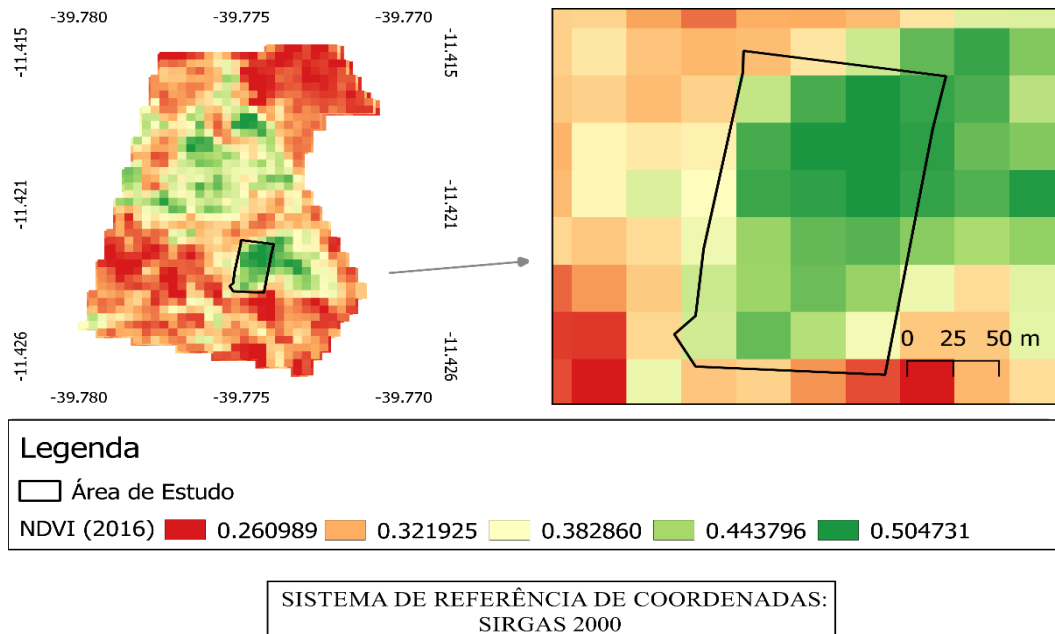 -39.780 -39.775 -39.770
-11.415 -11.415
-11.421 -11.421
-11.426 -11.426
-39.780 -39.775 -39.770
0 25 50 m
Legenda
Área de Estudo
NDVI (2016) 0.260989 0.321925 0.382860 0.443796 0.504731
SISTEMA DE REFERÊNCIA DE COORDENADAS:
SIRGAS 2000